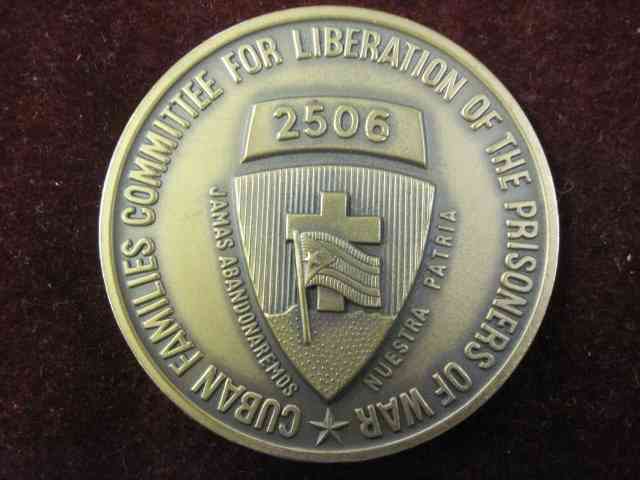 CUBAN FAMILIES COMMITTEE FOR LIBERATION OF THE PRISONERS OF WAR
2506
JAMAS ABANDONAREMOS
NUESTRA PATRIA